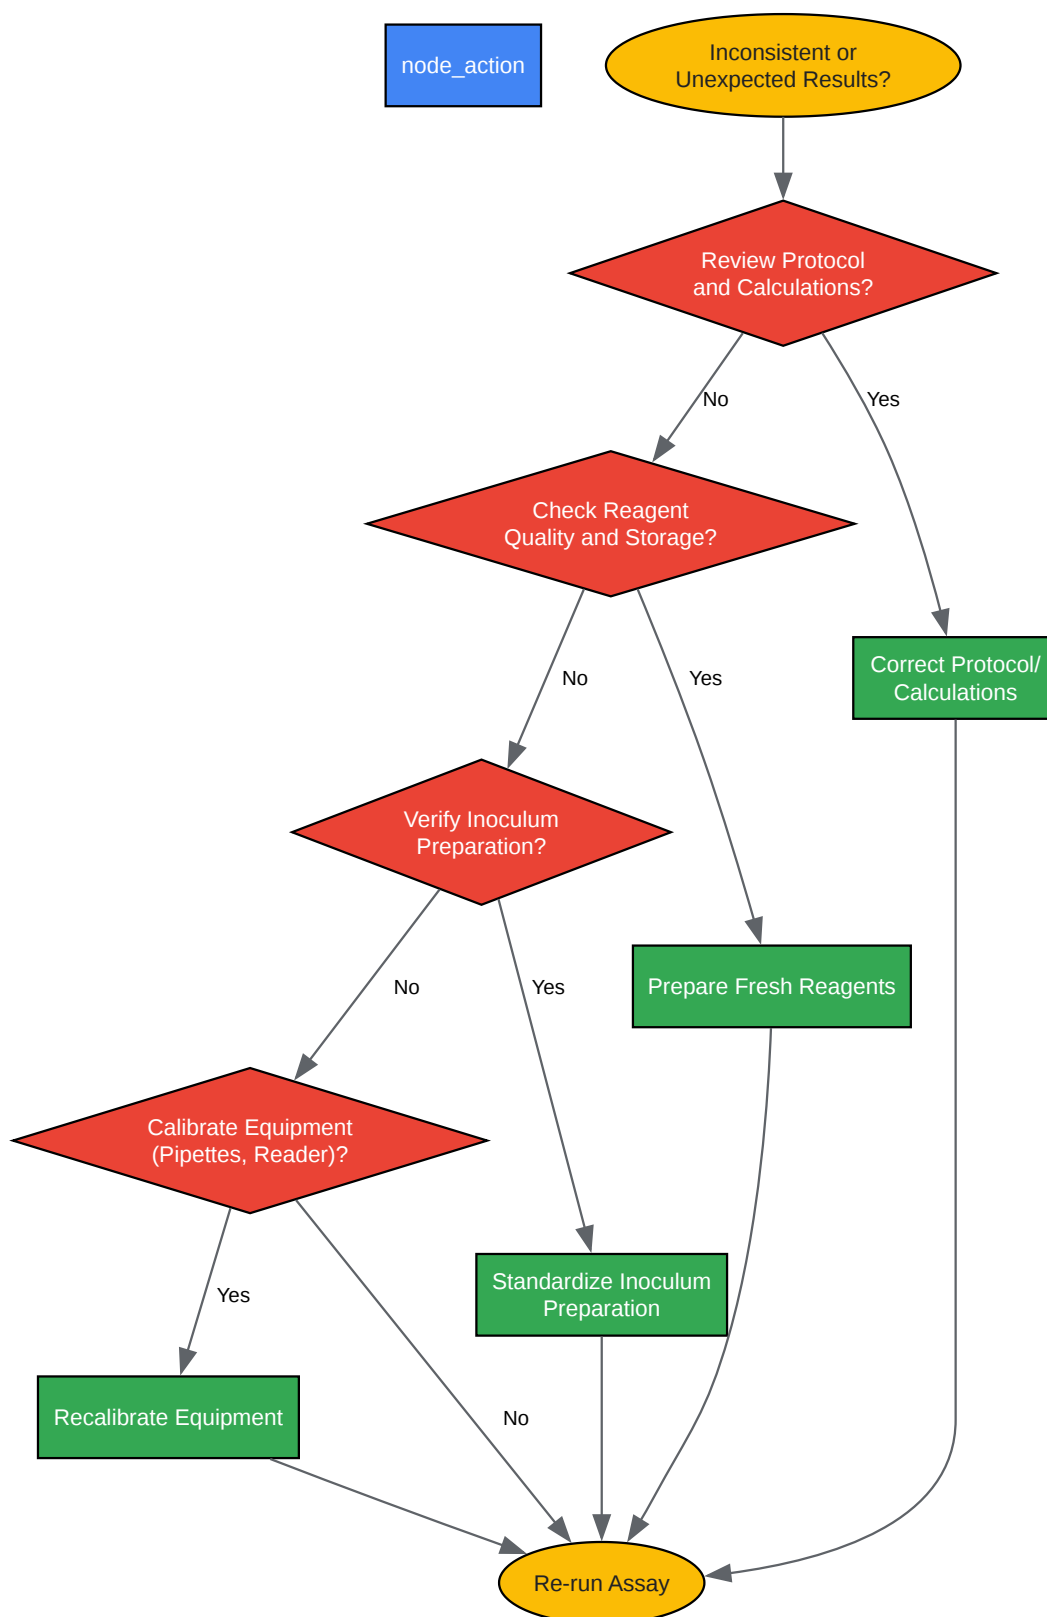 node_action
Inconsistent or
Unexpected Results?
Review Protocol
and Calculations?
No
Yes
Check Reagent
Quality and Storage?
No
Yes
Correct Protocol/
Calculations
Verify Inoculum
Preparation?
No
Yes
Prepare Fresh Reagents
Calibrate Equipment
(Pipettes, Reader)?
Yes
No
Standardize Inoculum
Preparation
Recalibrate Equipment
Re-run Assay